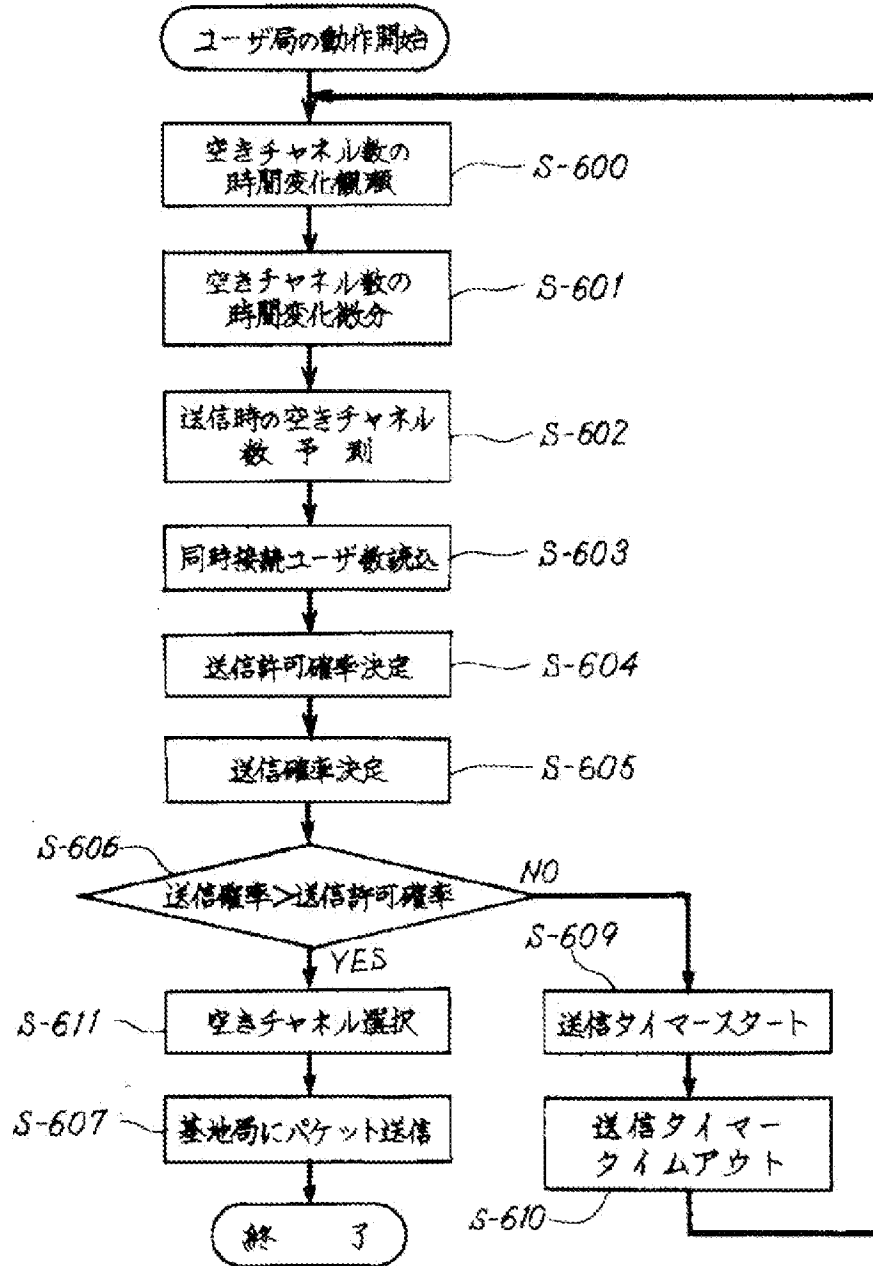 ユーザ局の動作開始
空きチャネル数の
時間変化観測
S-600
空きチャネル数の
時間変化微分
S-601
送信時の空きチャネル
数予測
S-602
同時接続ユーザ数読込
S-603
送信許可確率決定
S-604
送信確率決定
S-605
S-606
送信確率>送信許可確率
NO
YES
S-609
S-611
空きチャネル選択
送信タイマースタート
S-607
基地局にパケット送信
送信タイマー
タイムアウト
S-610
終了